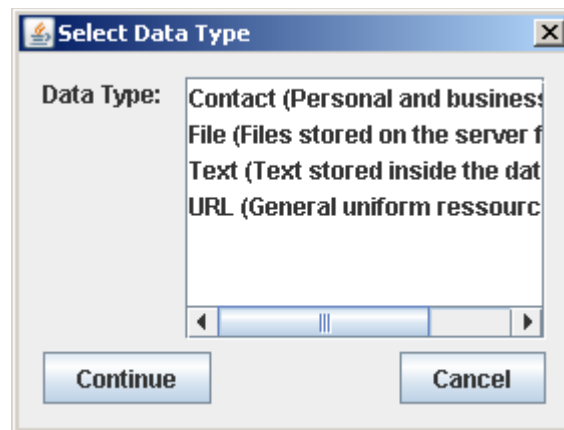 Select Data Type
Data Type:
Contact (Personal and business
File (Files stored on the server f
Text (Text stored inside the dat
URL (General uniform ressourc
Continue
Cancel